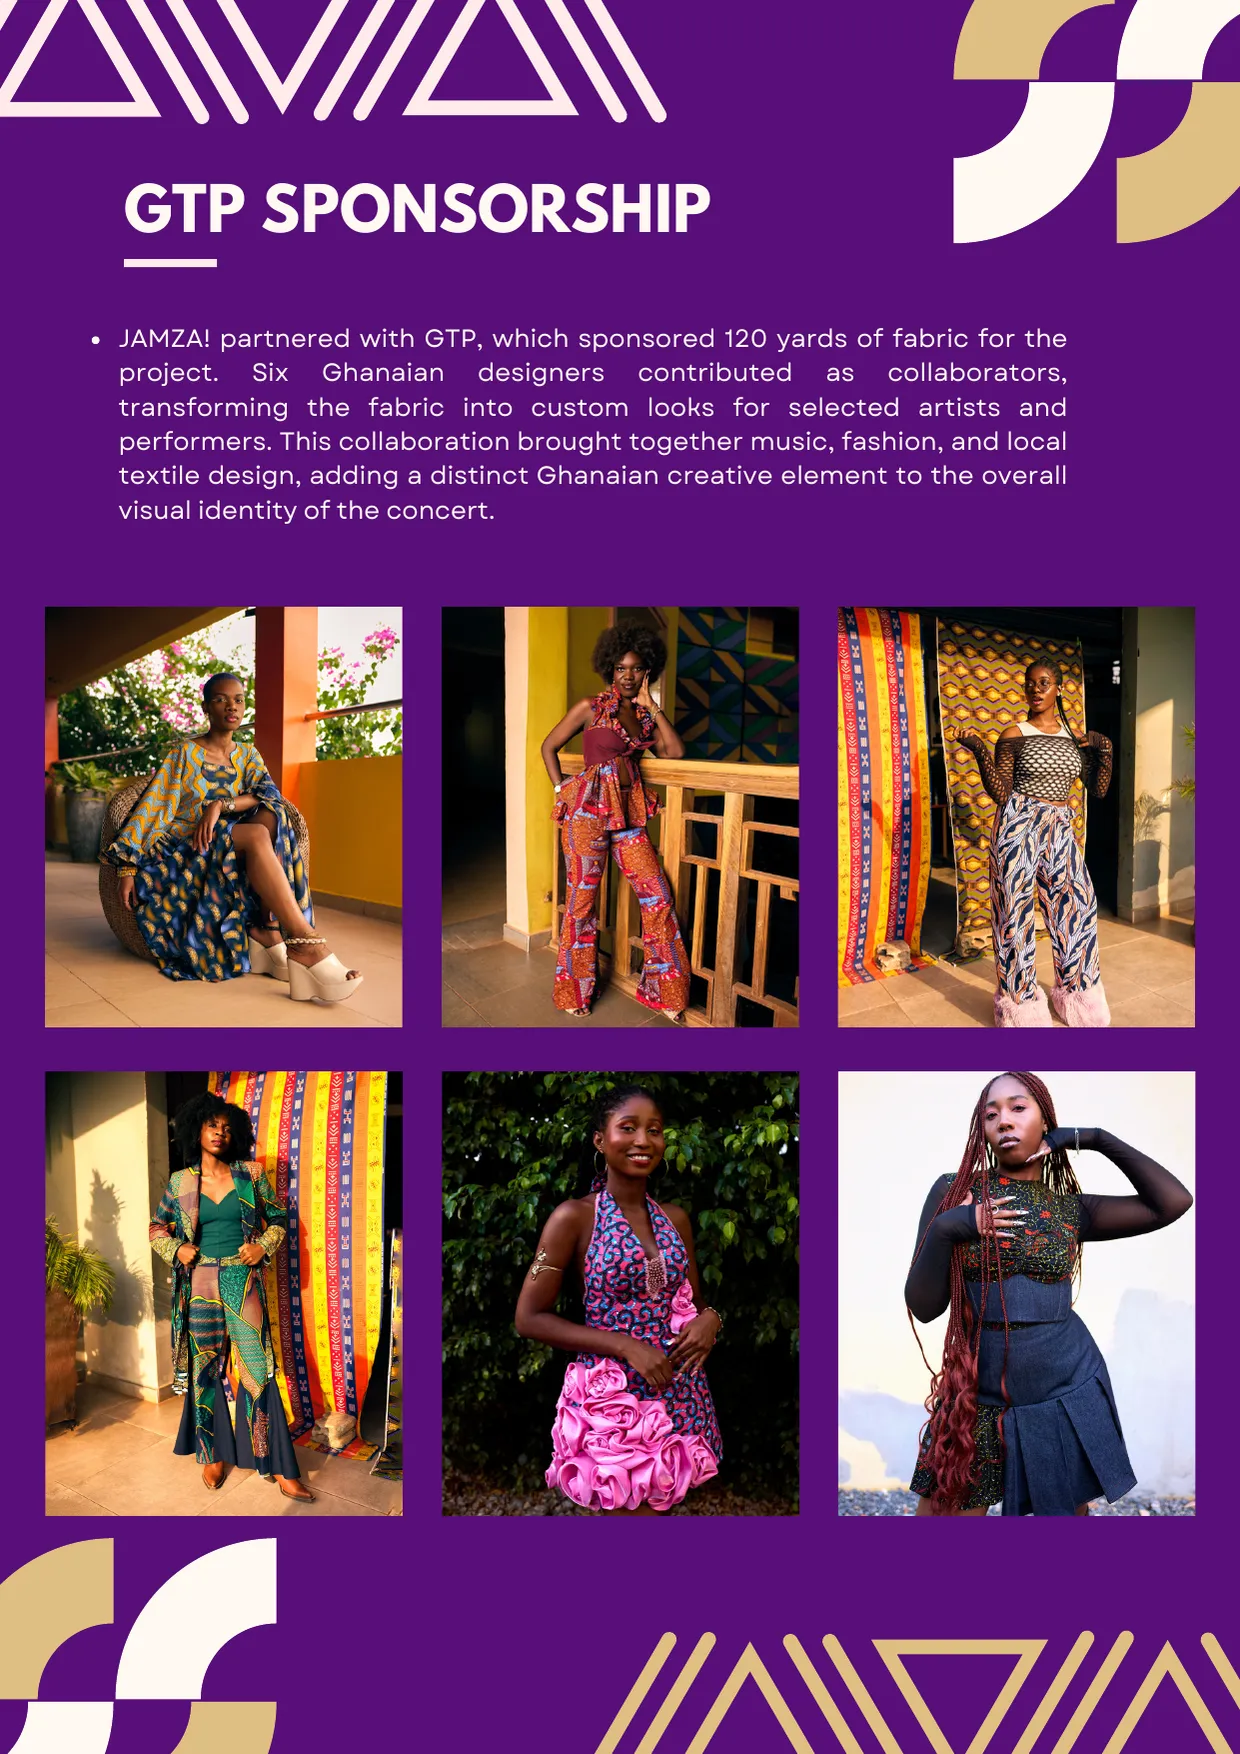 GTP SPONSORSHIP
• JAMZA! partnered with GTP, which sponsored 120 yards of fabric for the
project. Six Ghanaian designers contributed as collaborators,
transforming the fabric into custom looks for selected artists and
performers. This collaboration brought together music, fashion, and local
textile design, adding a distinct Ghanaian creative element to the overall
visual identity of the concert.